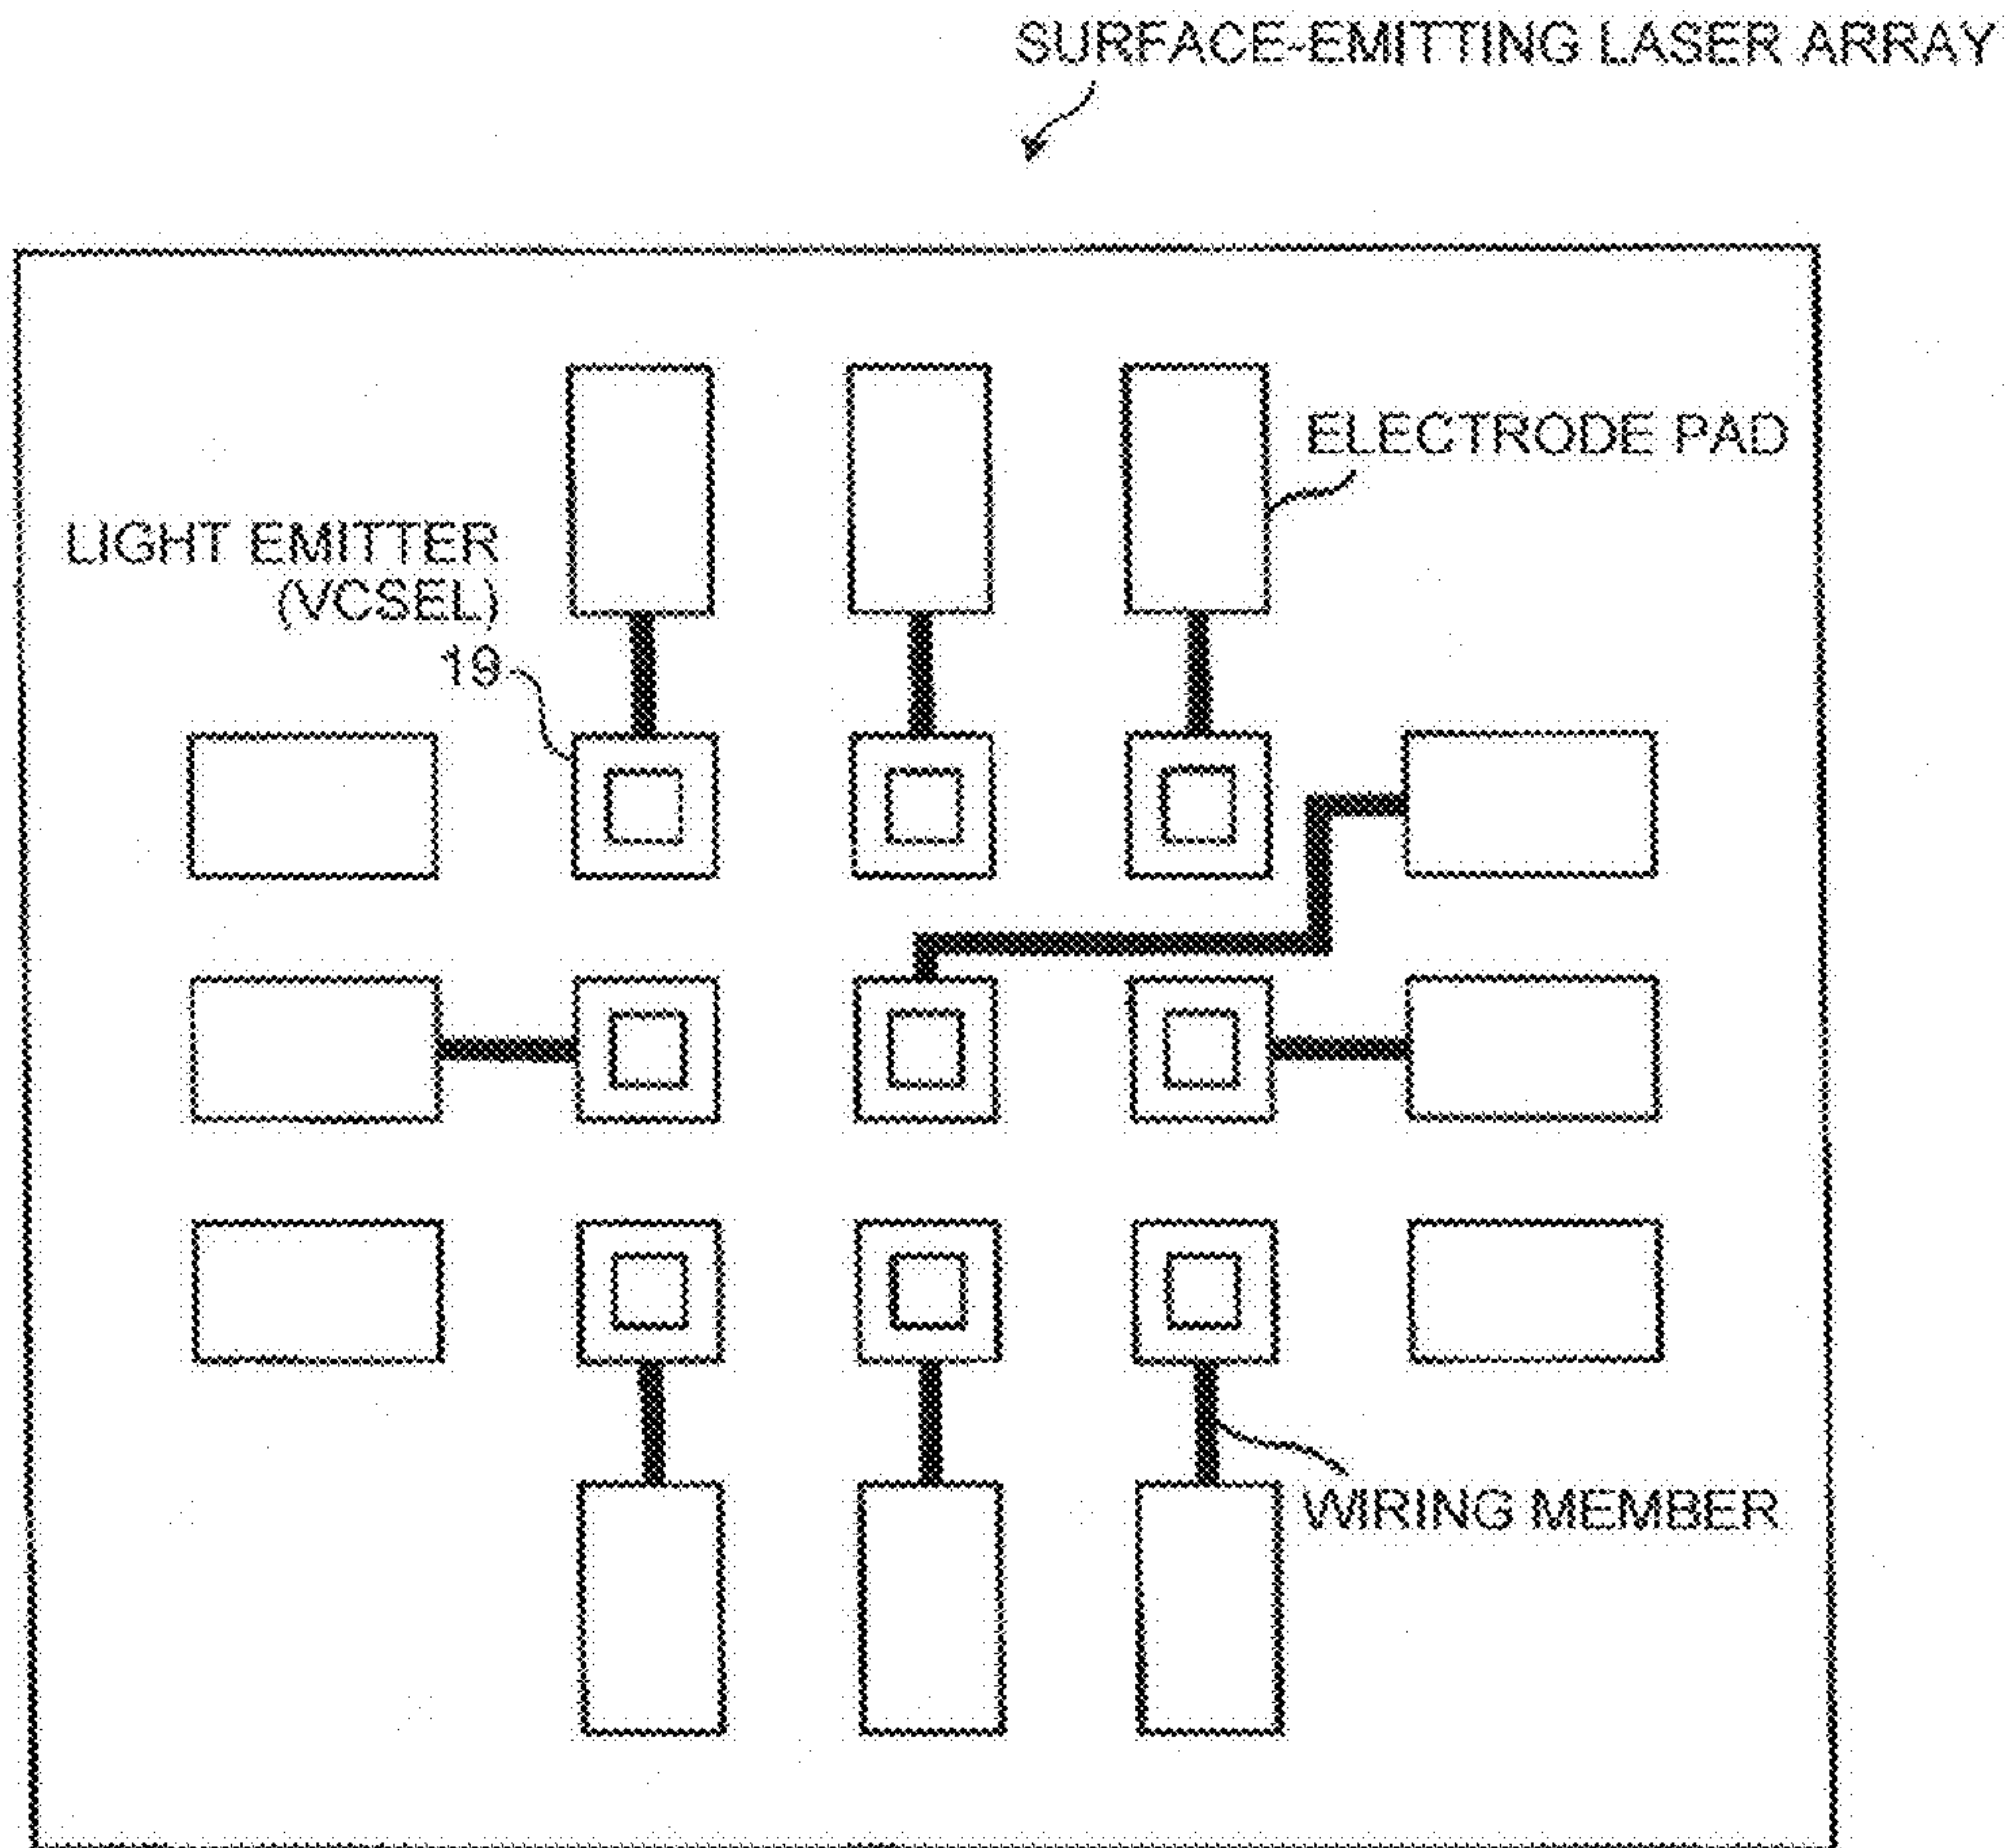 SURFACE-EMITTING LASER ARRAY
ELECTRODE PAD
LIGHT EMITTER
(VCSEL)
19
WIRING MEMBER